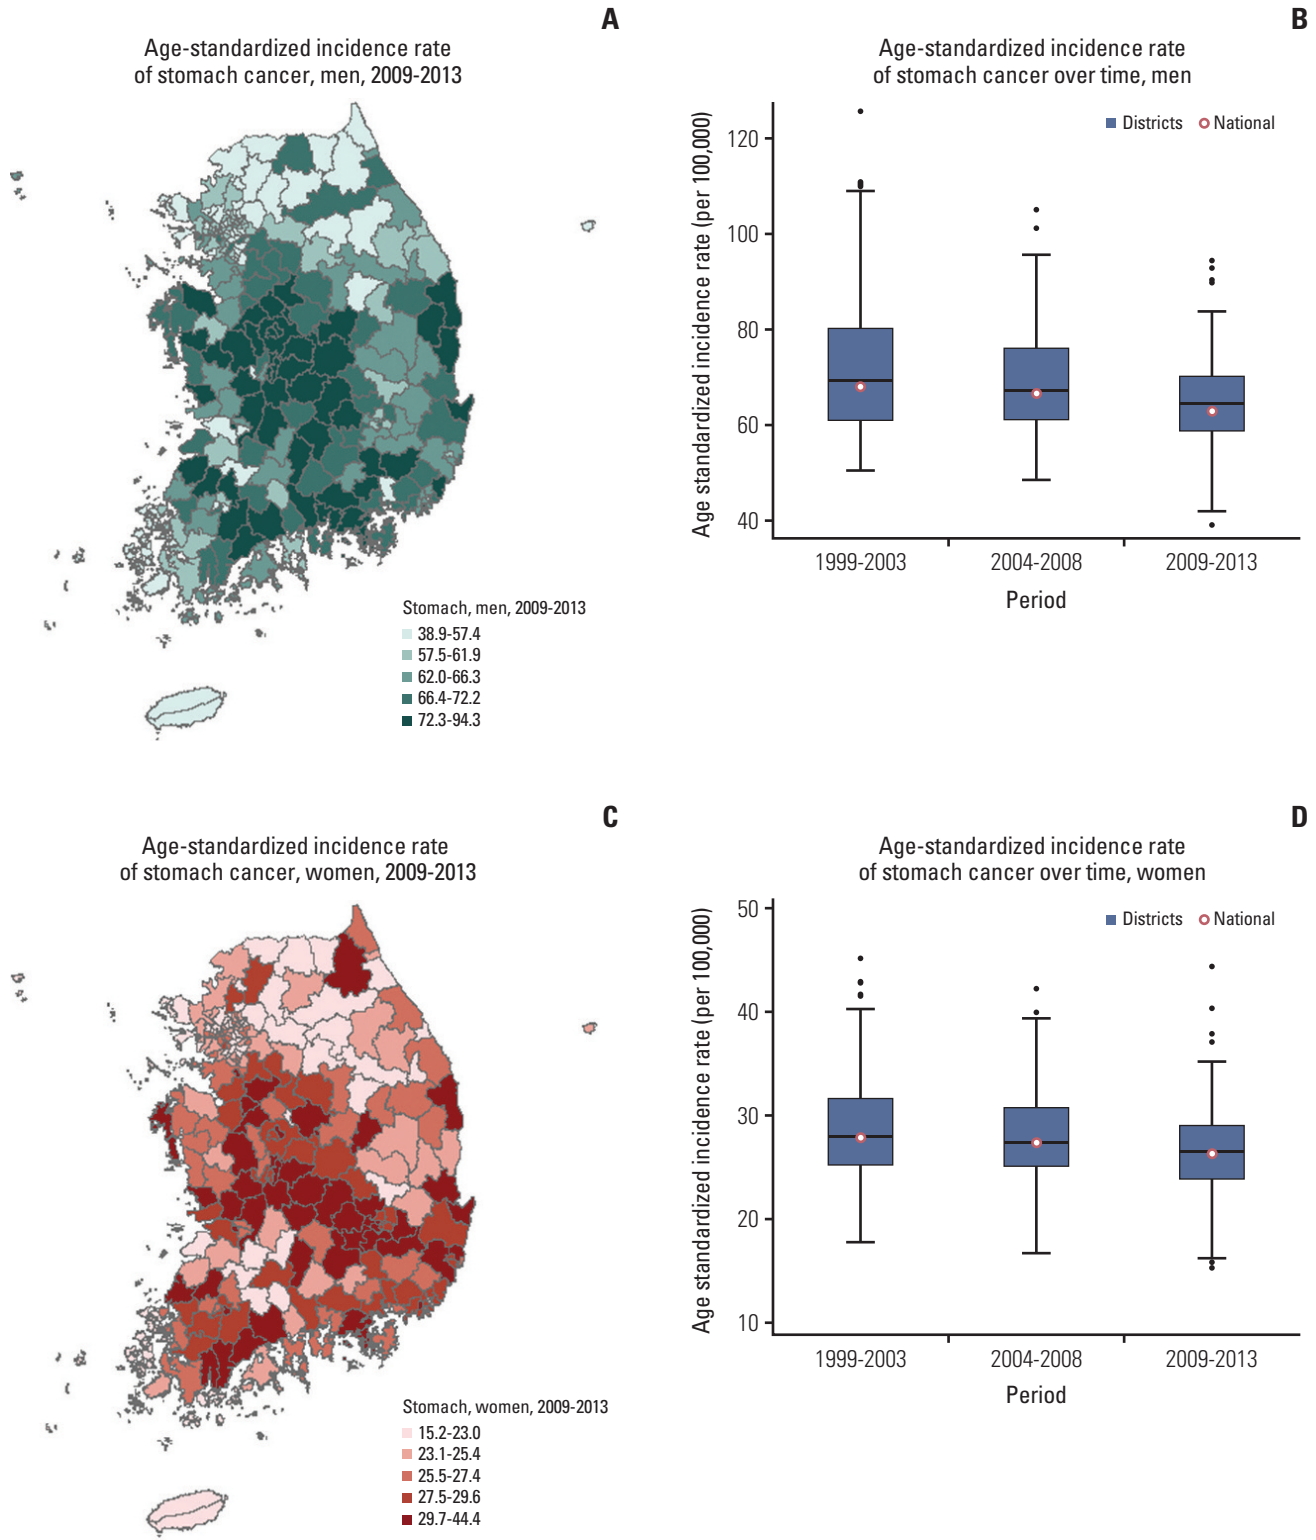 A
Age-standardized incidence rate
of stomach cancer, men, 2009-2013
Stomach, men, 2009-2013
38.9-57.4
57.5-61.9
62.0-66.3
66.4-72.2
72.3-94.3
B
Age-standardized incidence rate
of stomach cancer over time, men
Districts
National
Age standardized incidence rate (per 100,000)
120
100
80
60
40
1999-2003
2004-2008
2009-2013
Period
C
Age-standardized incidence rate
of stomach cancer, women, 2009-2013
Stomach, women, 2009-2013
15.2-23.0
23.1-25.4
25.5-27.4
27.5-29.6
29.7-44.4
D
Age-standardized incidence rate
of stomach cancer over time, women
Districts
National
Age standardized incidence rate (per 100,000)
50
40
30
20
10
1999-2003
2004-2008
2009-2013
Period